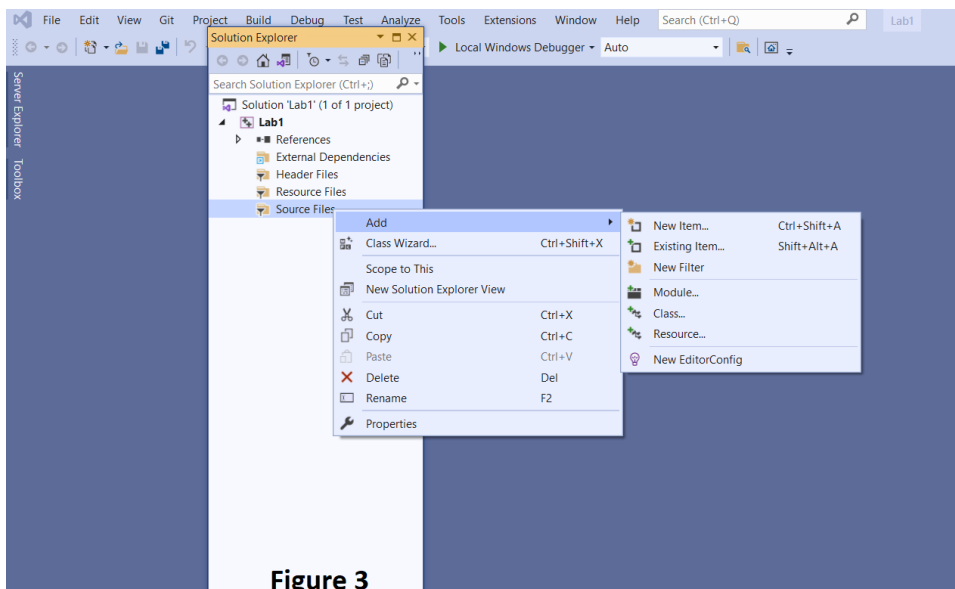 File Edit View Git Project Build Debug Test Analyze Tools Extensions Window Help Search (Ctrl+Q) Lab1
Solution Explorer
Local Windows Debugger Auto
Search Solution Explorer (Ctrl+;)
Server Explorer
Toolbox
Solution 'Lab1' (1 of 1 project)
Lab1
References
External Dependencies
Header Files
Resource Files
Source Files
Add
Class Wizard... Ctrl+Shift+X
Scope to This
New Solution Explorer View
Cut Ctrl+X
Copy Ctrl+C
Paste Ctrl+V
Delete Del
Rename F2
Properties
New Item... Ctrl+Shift+A
Existing Item... Shift+Alt+A
New Filter
Module...
Class...
Resource...
New EditorConfig
Figure 3